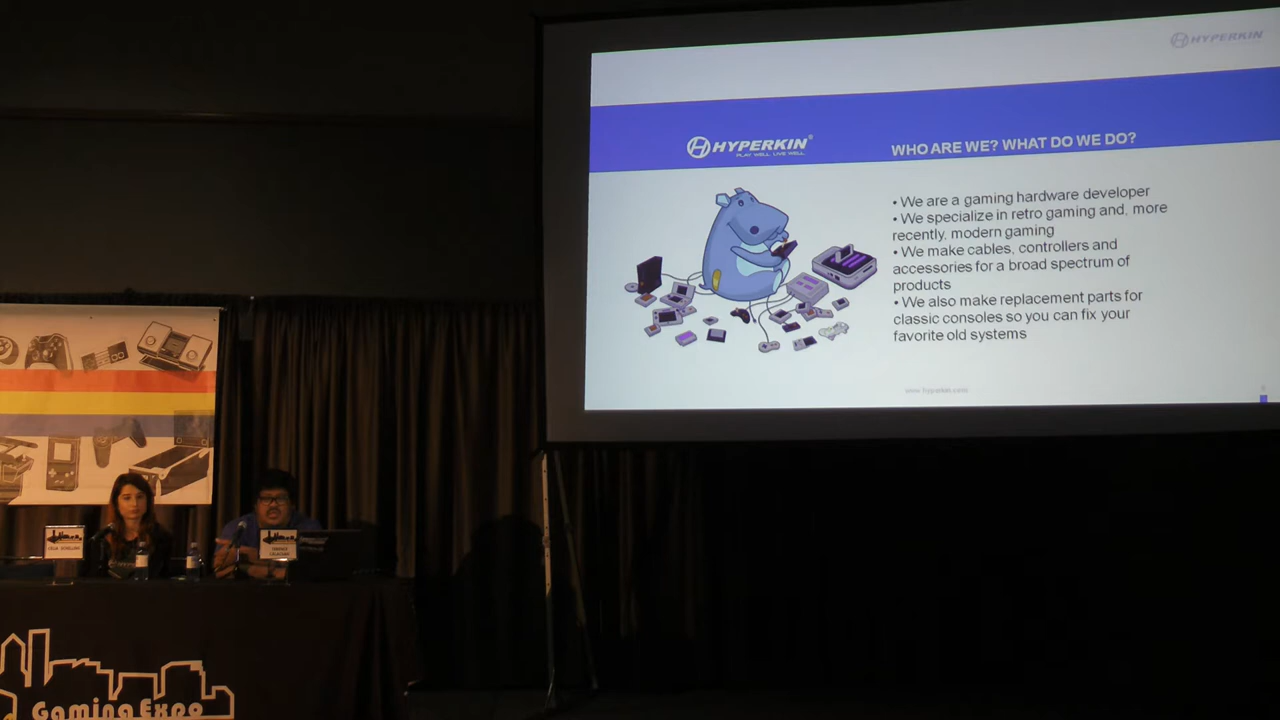 HYPERKIN
HYPERKIN®
PLAY WELL. LIVE WELL.
WHO ARE WE? WHAT DO WE DO?
• We are a gaming hardware developer
• We specialize in retro gaming and, more
recently, modern gaming
• We make cables, controllers and
accessories for a broad spectrum of
products
• We also make replacement parts for
classic consoles so you can fix your
favorite old systems
www.hyperkin.com
Gaming Expo